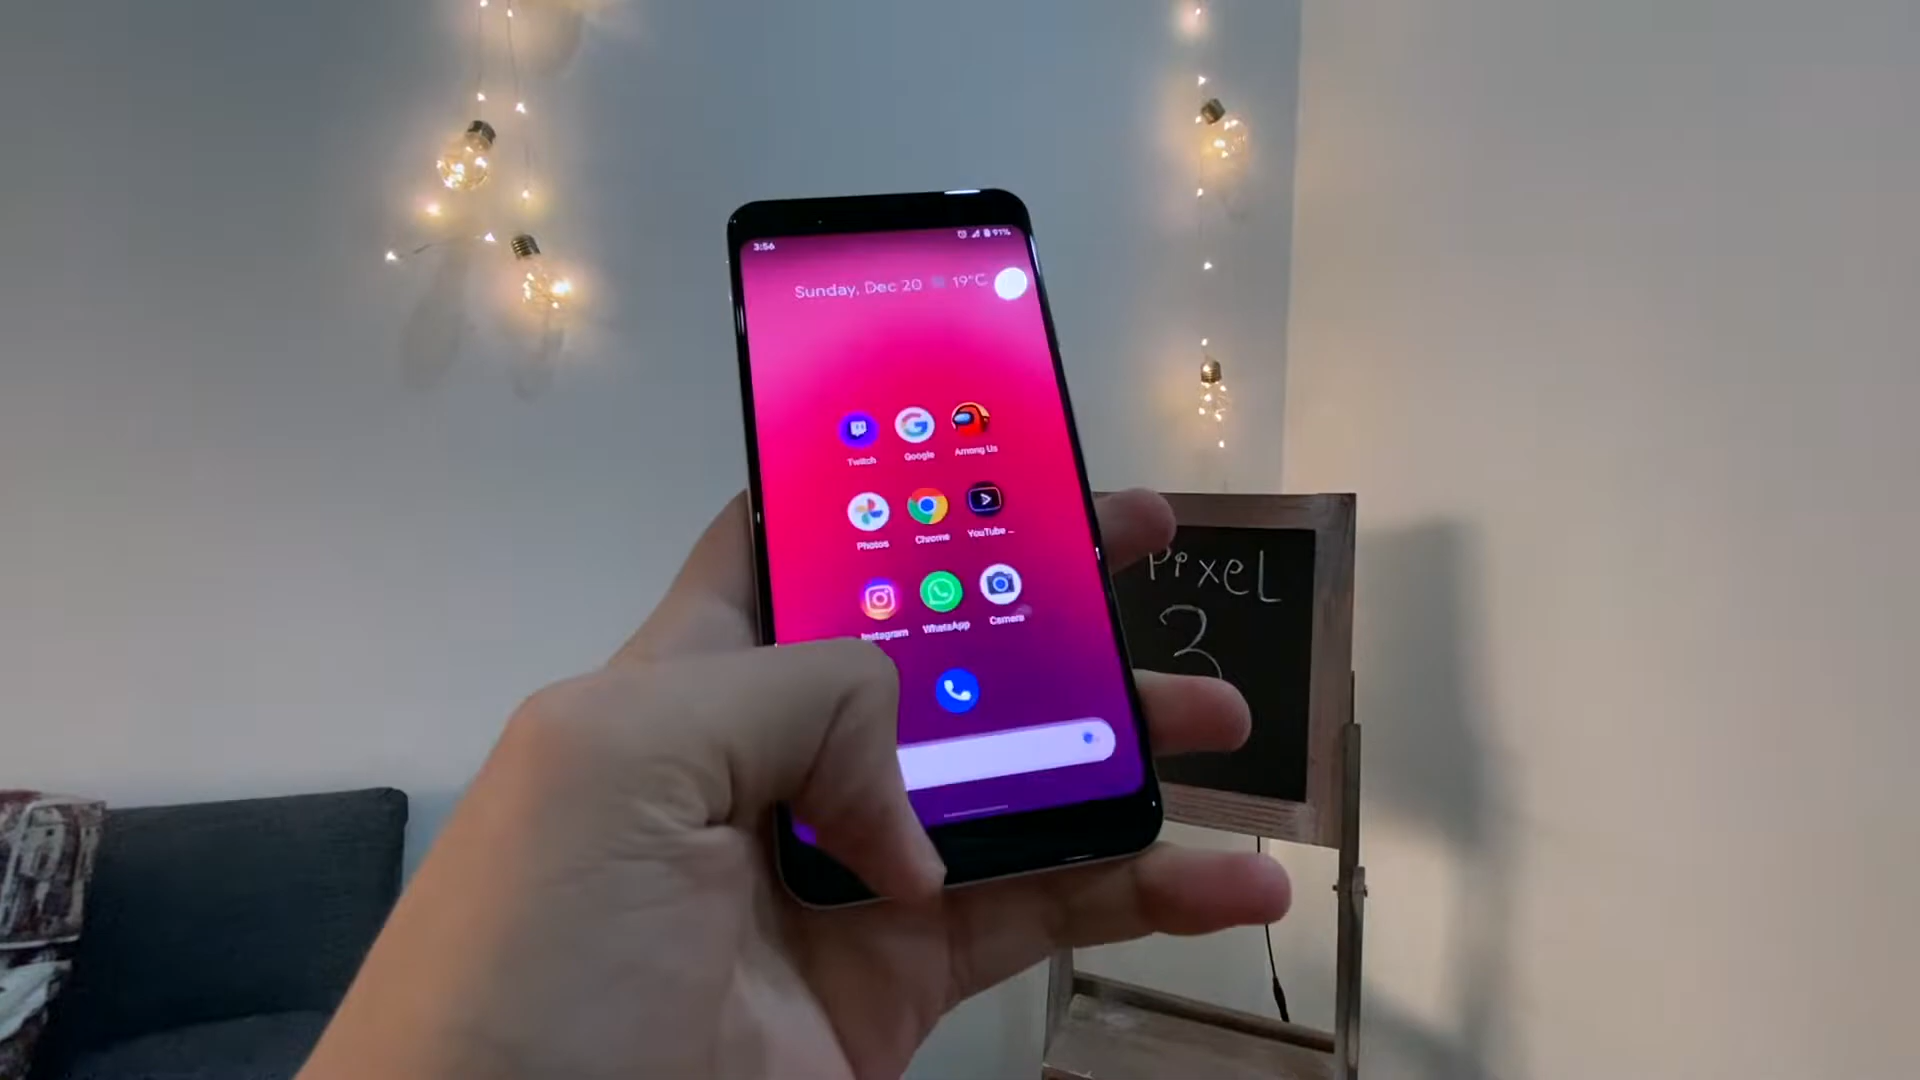 3:56
91%
Sunday, Dec 20 19°C
Twitch Google Among Us
Photos Chrome YouTube ...
Instagram WhatsApp Camera
Pixel
3